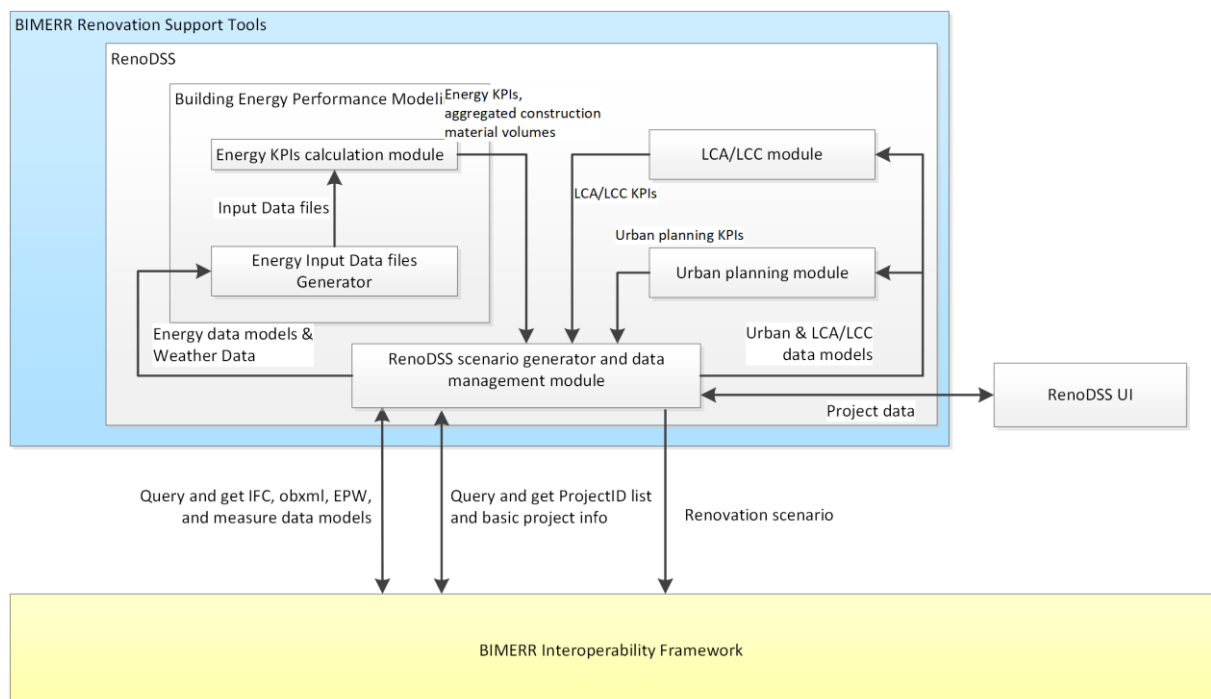 BIMERR Renovation Support Tools
RenoDSS
Building Energy Performance Modeli
Energy KPIs,
aggregated construction
material volumes
Energy KPIs calculation module
LCA/LCC module
LCA/LCC KPIs
Input Data files
Urban planning KPIs
Energy Input Data files
Generator
Urban planning module
Energy data models &
Weather Data
Urban & LCA/LCC
data models
RenoDSS scenario generator and data
management module
RenoDSS UI
Project data
Query and get IFC, obxml, EPW,
and measure data models
Query and get ProjectID list
and basic project info
Renovation scenario
BIMERR Interoperability Framework